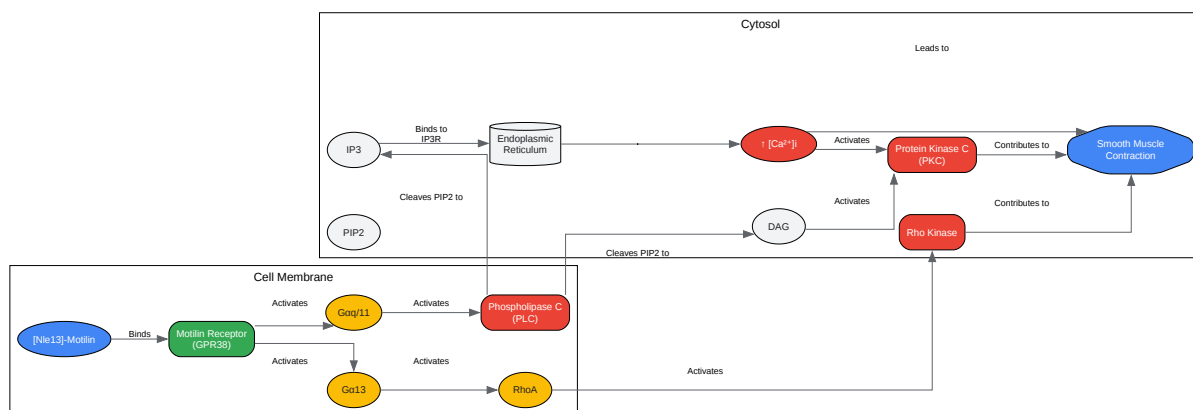 Cytosol
Leads to
Binds to
IP3R
IP3
Endoplasmic
Reticulum
↑ [Ca²⁺]i
Activates
Protein Kinase C
(PKC)
Contributes to
Smooth Muscle
Contraction
Cleaves PIP2 to
Activates
Contributes to
PIP2
DAG
Rho Kinase
Cleaves PIP2 to
Cell Membrane
[Nle13]-Motilin
Binds
Motilin Receptor
(GPR38)
Activates
Gαq/11
Activates
Phospholipase C
(PLC)
Activates
Gα13
Activates
RhoA
Activates